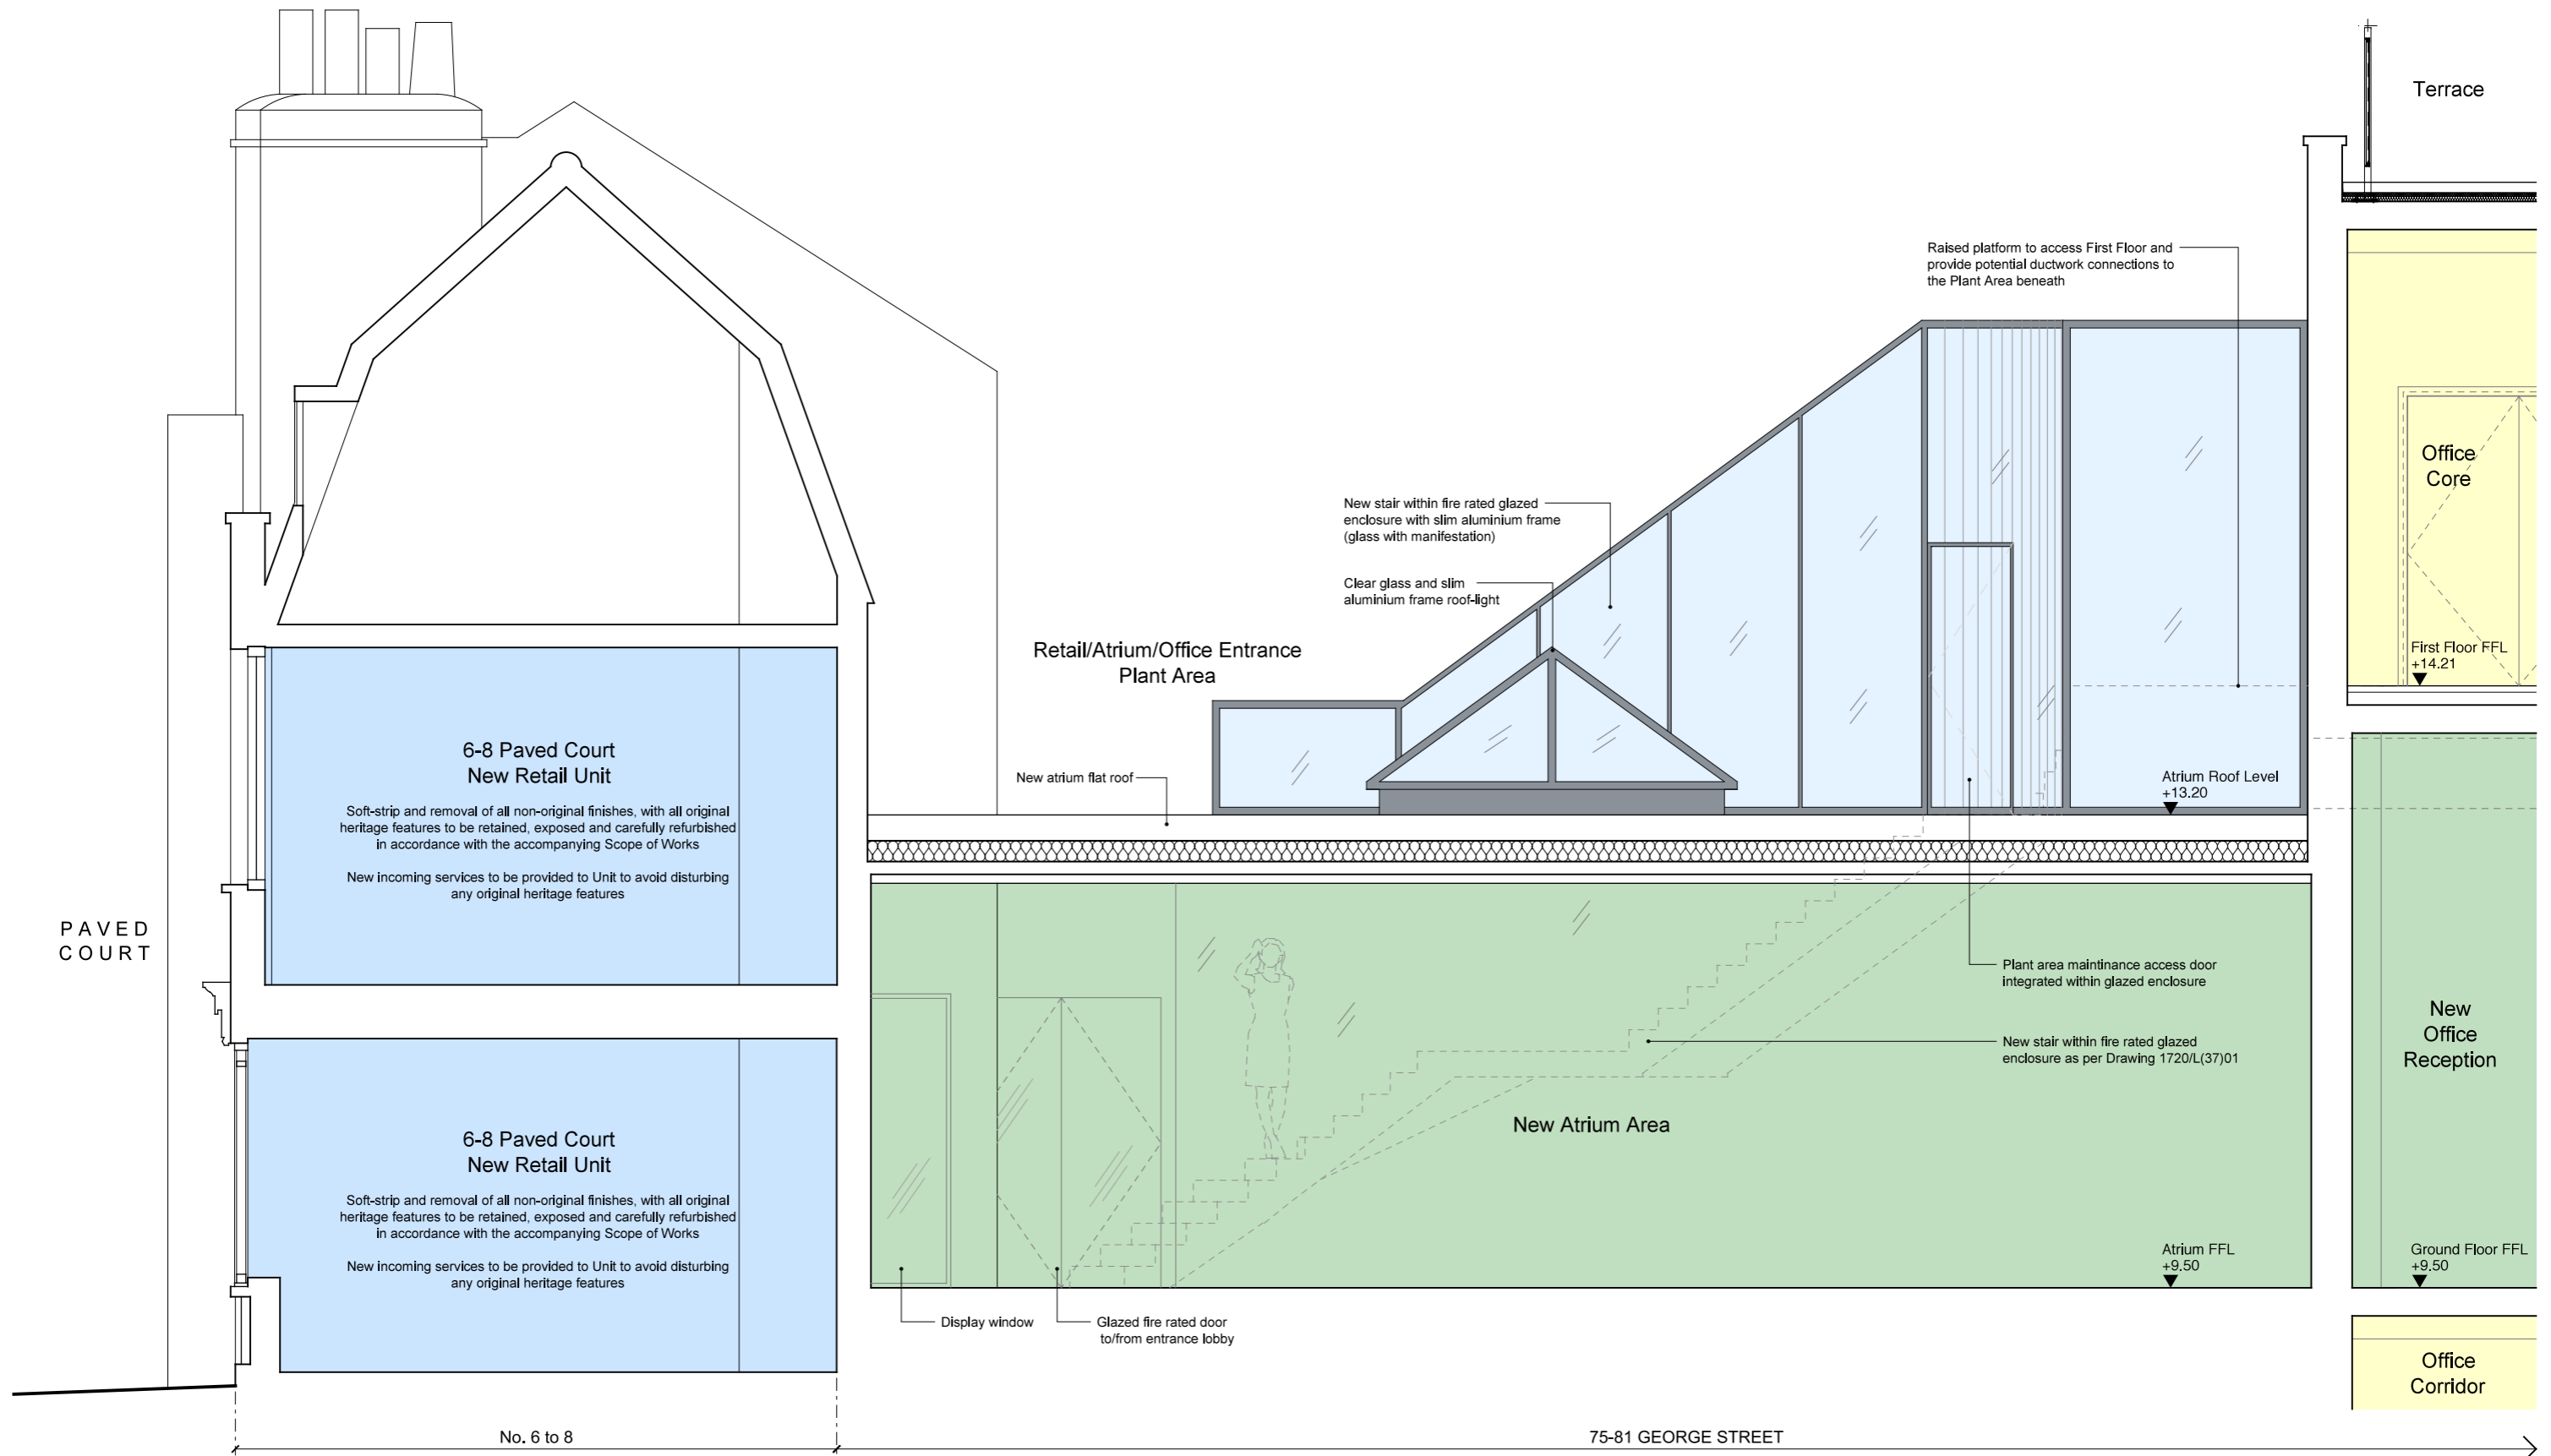 Terrace
Raised platform to access First Floor and
provide potential ductwork connections to
the Plant Area beneath
Office
Core
New stair within fire rated glazed
enclosure with slim aluminium frame
(glass with manifestation)
Clear glass and slim
aluminium frame roof-light
Retail/Atrium/Office Entrance
Plant Area
First Floor FFL
+14.21
6-8 Paved Court
New Retail Unit
New atrium flat roof
Atrium Roof Level
+13.20
Soft-strip and removal of all non-original finishes, with all original
heritage features to be retained, exposed and carefully refurbished
in accordance with the accompanying Scope of Works
New incoming services to be provided to Unit to avoid disturbing
any original heritage features
PAVED
COURT
Plant area maintinance access door
integrated within glazed enclosure
New
Office
Reception
New stair within fire rated glazed
enclosure as per Drawing 1720/L(37)01
New Atrium Area
6-8 Paved Court
New Retail Unit
Soft-strip and removal of all non-original finishes, with all original
heritage features to be retained, exposed and carefully refurbished
in accordance with the accompanying Scope of Works
New incoming services to be provided to Unit to avoid disturbing
any original heritage features
Atrium FFL
+9.50
Ground Floor FFL
+9.50
Display window
Glazed fire rated door
to/from entrance lobby
Office
Corridor
No. 6 to 8
75-81 GEORGE STREET